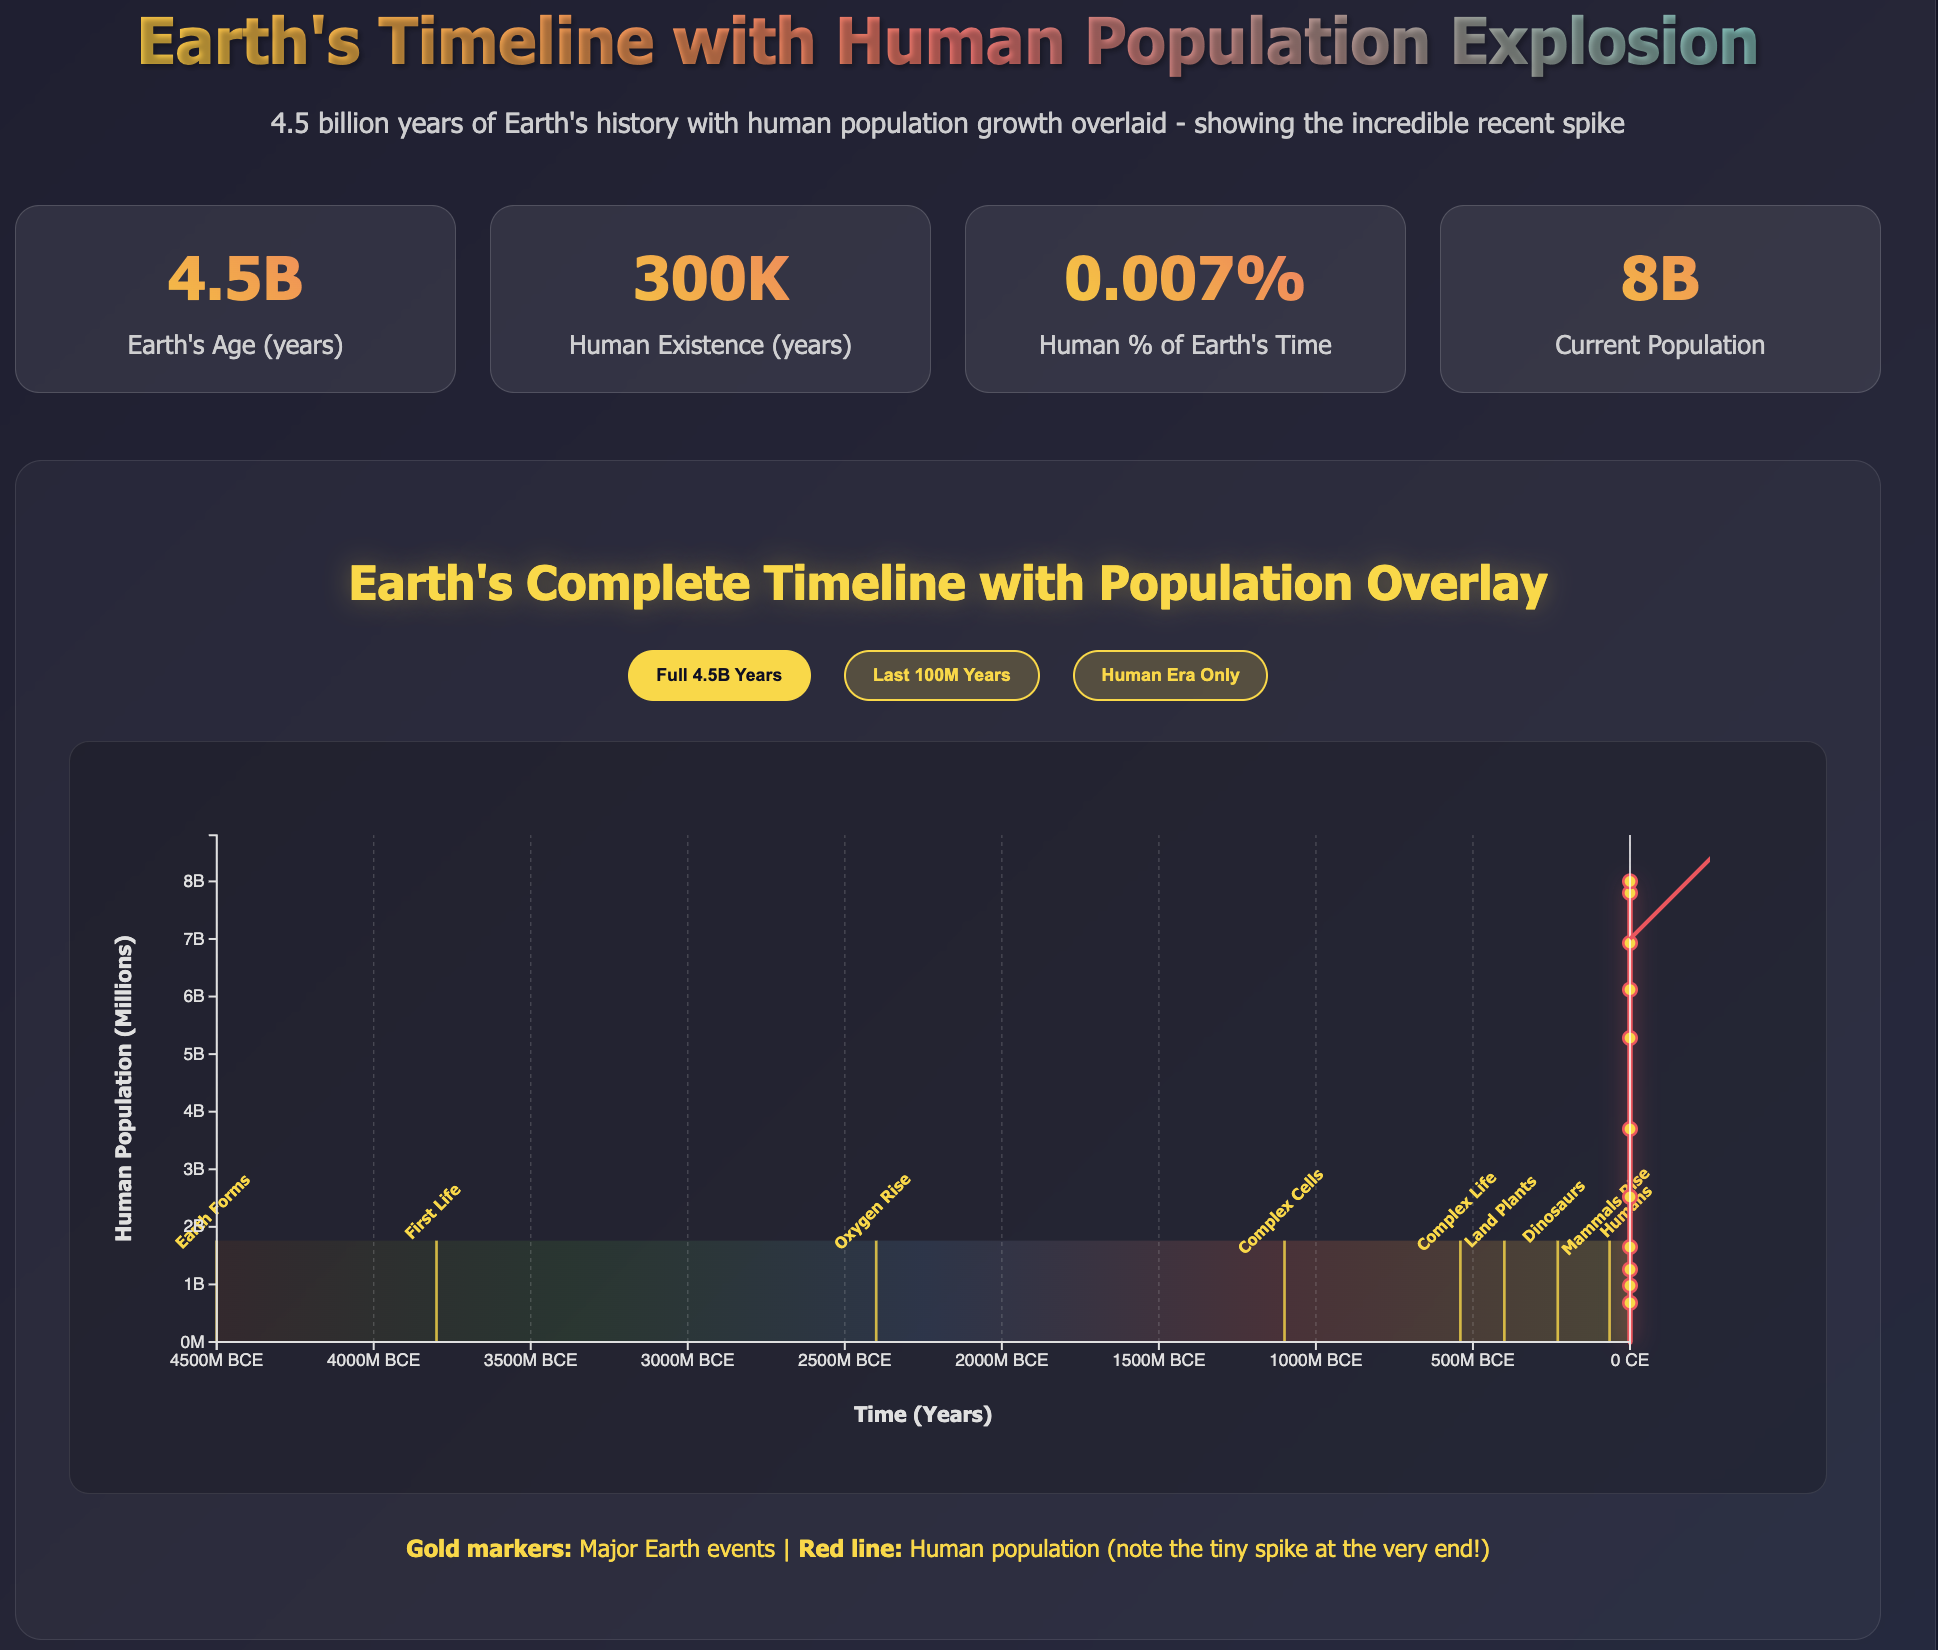 Earth's Timeline with Human Population Explosion
4.5 billion years of Earth's history with human population growth overlaid - showing the incredible recent spike
4.5B
Earth's Age (years)
300K
Human Existence (years)
0.007%
Human % of Earth's Time
8B
Current Population
Earth's Complete Timeline with Population Overlay
Full 4.5B Years
Last 100M Years
Human Era Only
Human Population (Millions)
8B
7B
6B
5B
4B
3B
2B
1B
0M
Earth Forms
First Life
Oxygen Rise
Complex Cells
Complex Life
Land Plants
Dinosaurs
Mammals Rise
Humans
4500M BCE
4000M BCE
3500M BCE
3000M BCE
2500M BCE
2000M BCE
1500M BCE
1000M BCE
500M BCE
0 CE
Time (Years)
Gold markers: Major Earth events | Red line: Human population (note the tiny spike at the very end!)